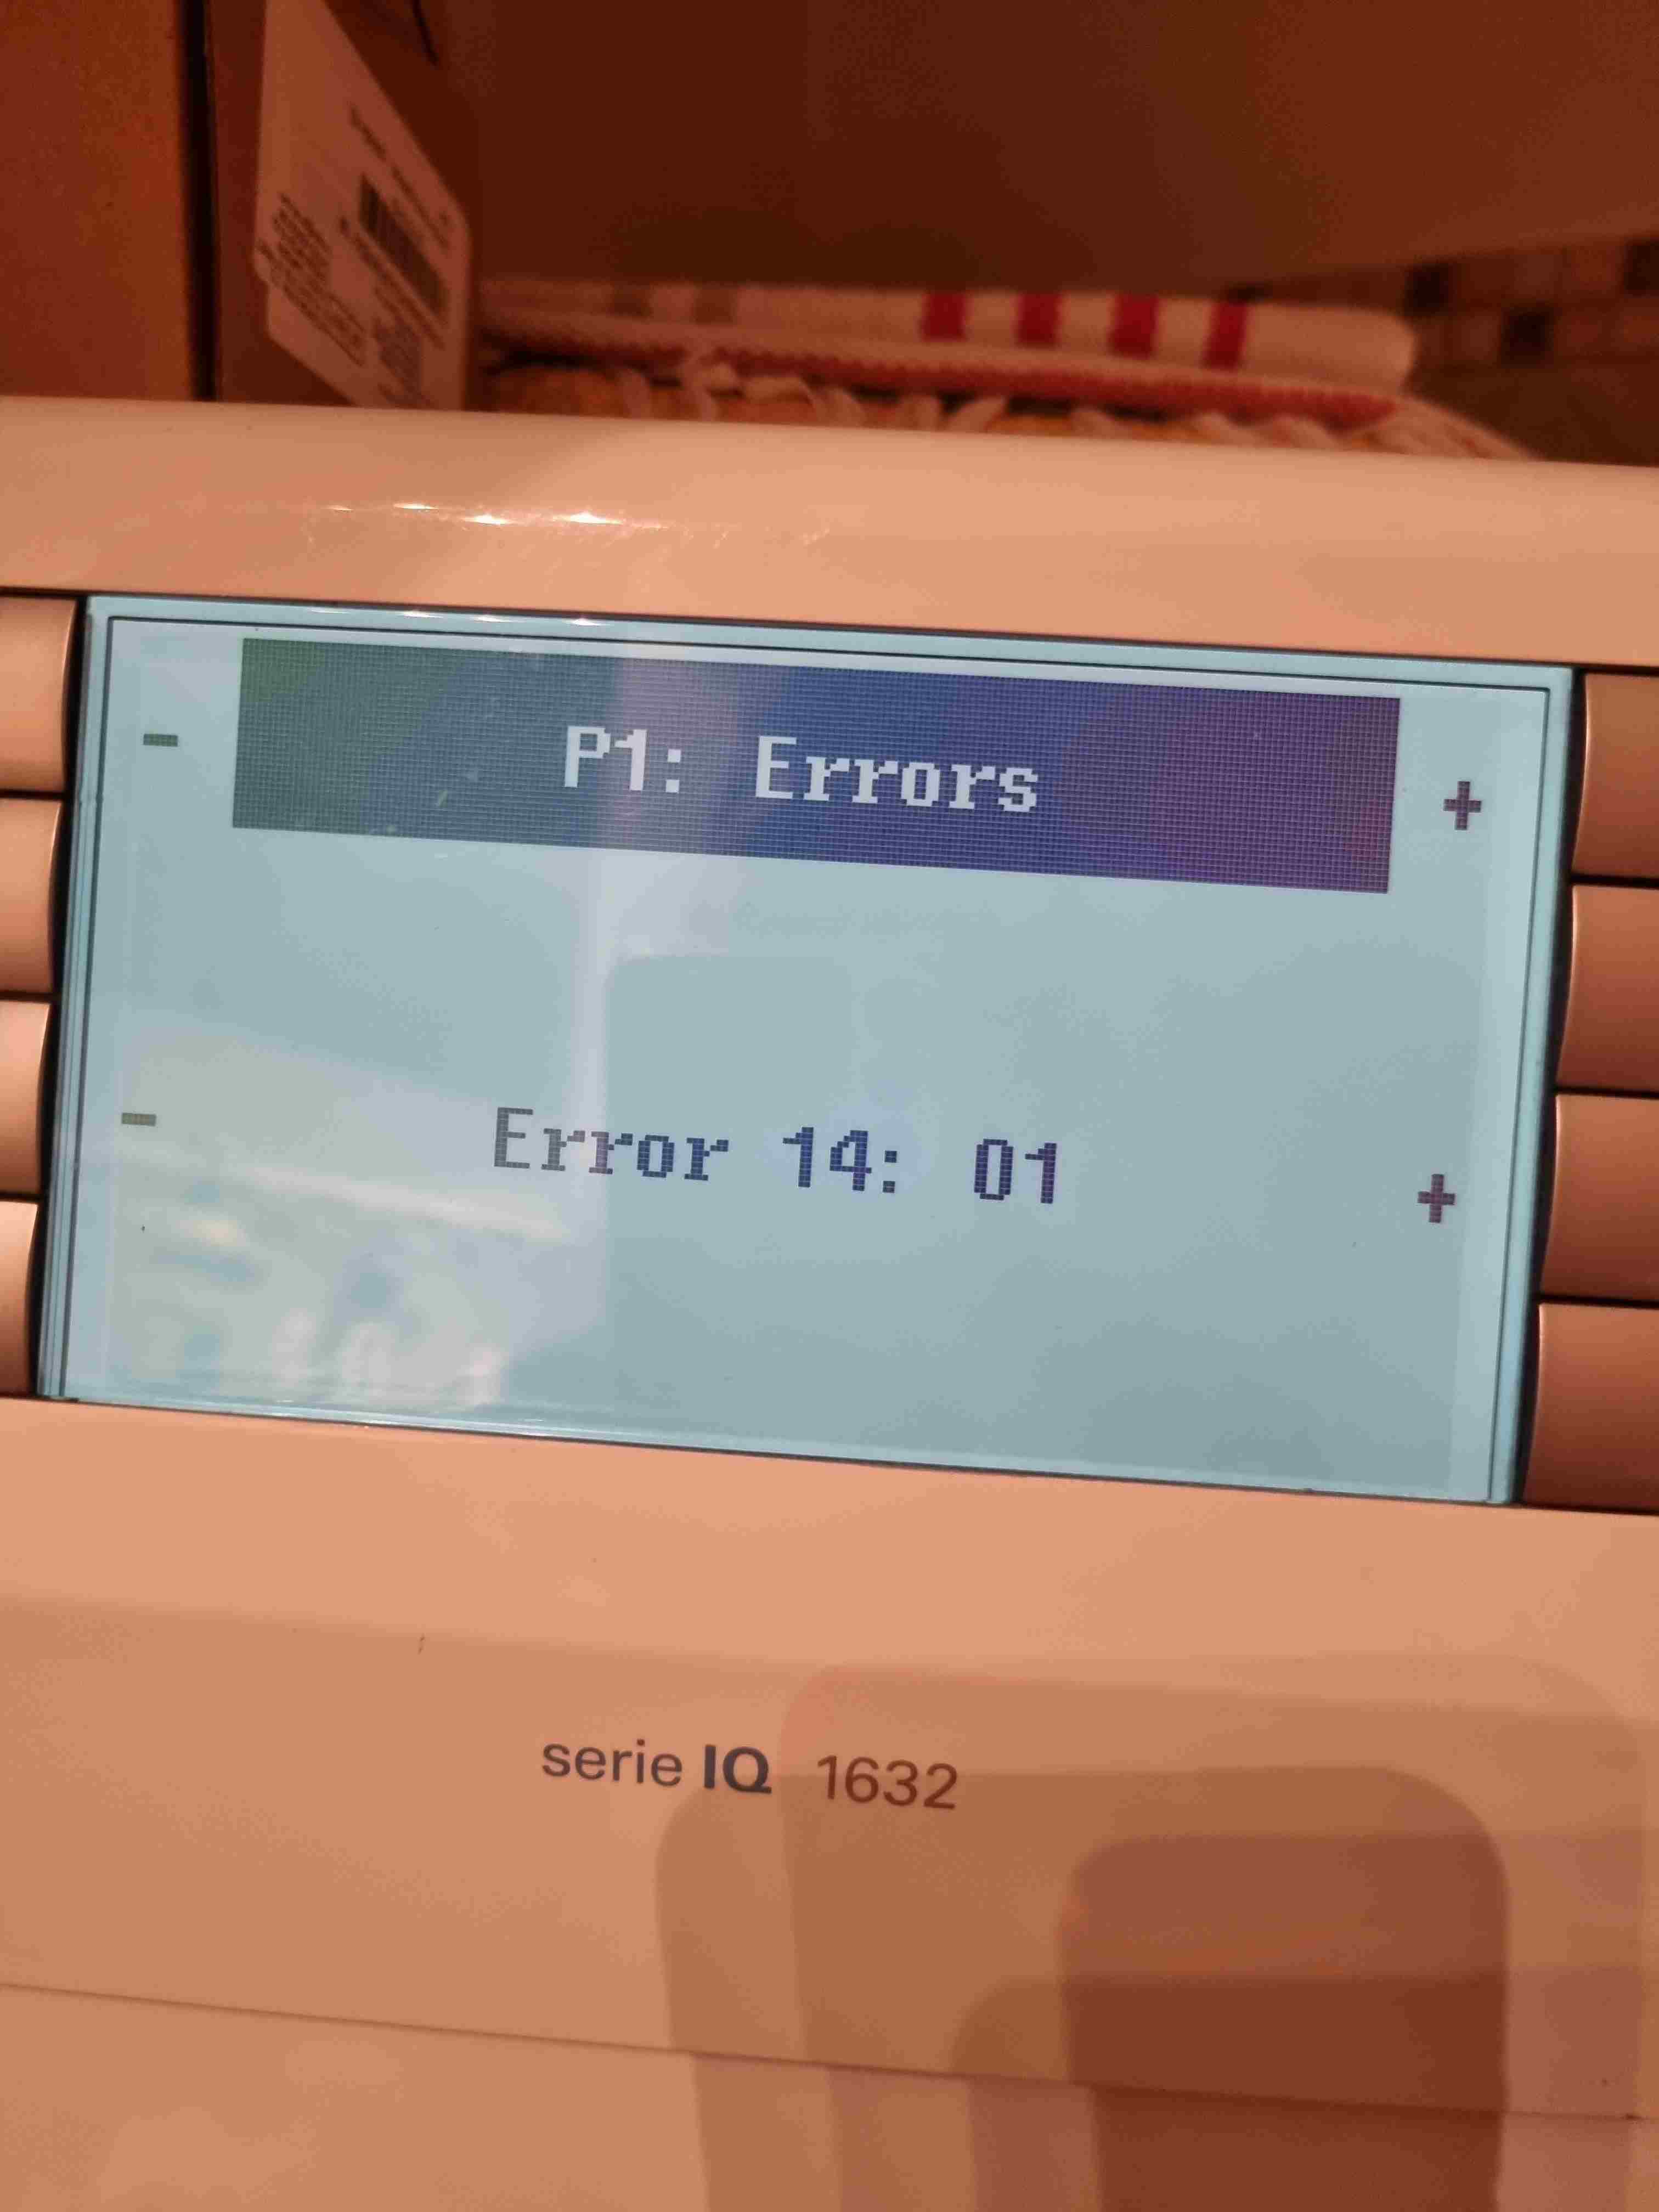 - P1: Errors +
- Error 14: 01 +
serie IQ 1632